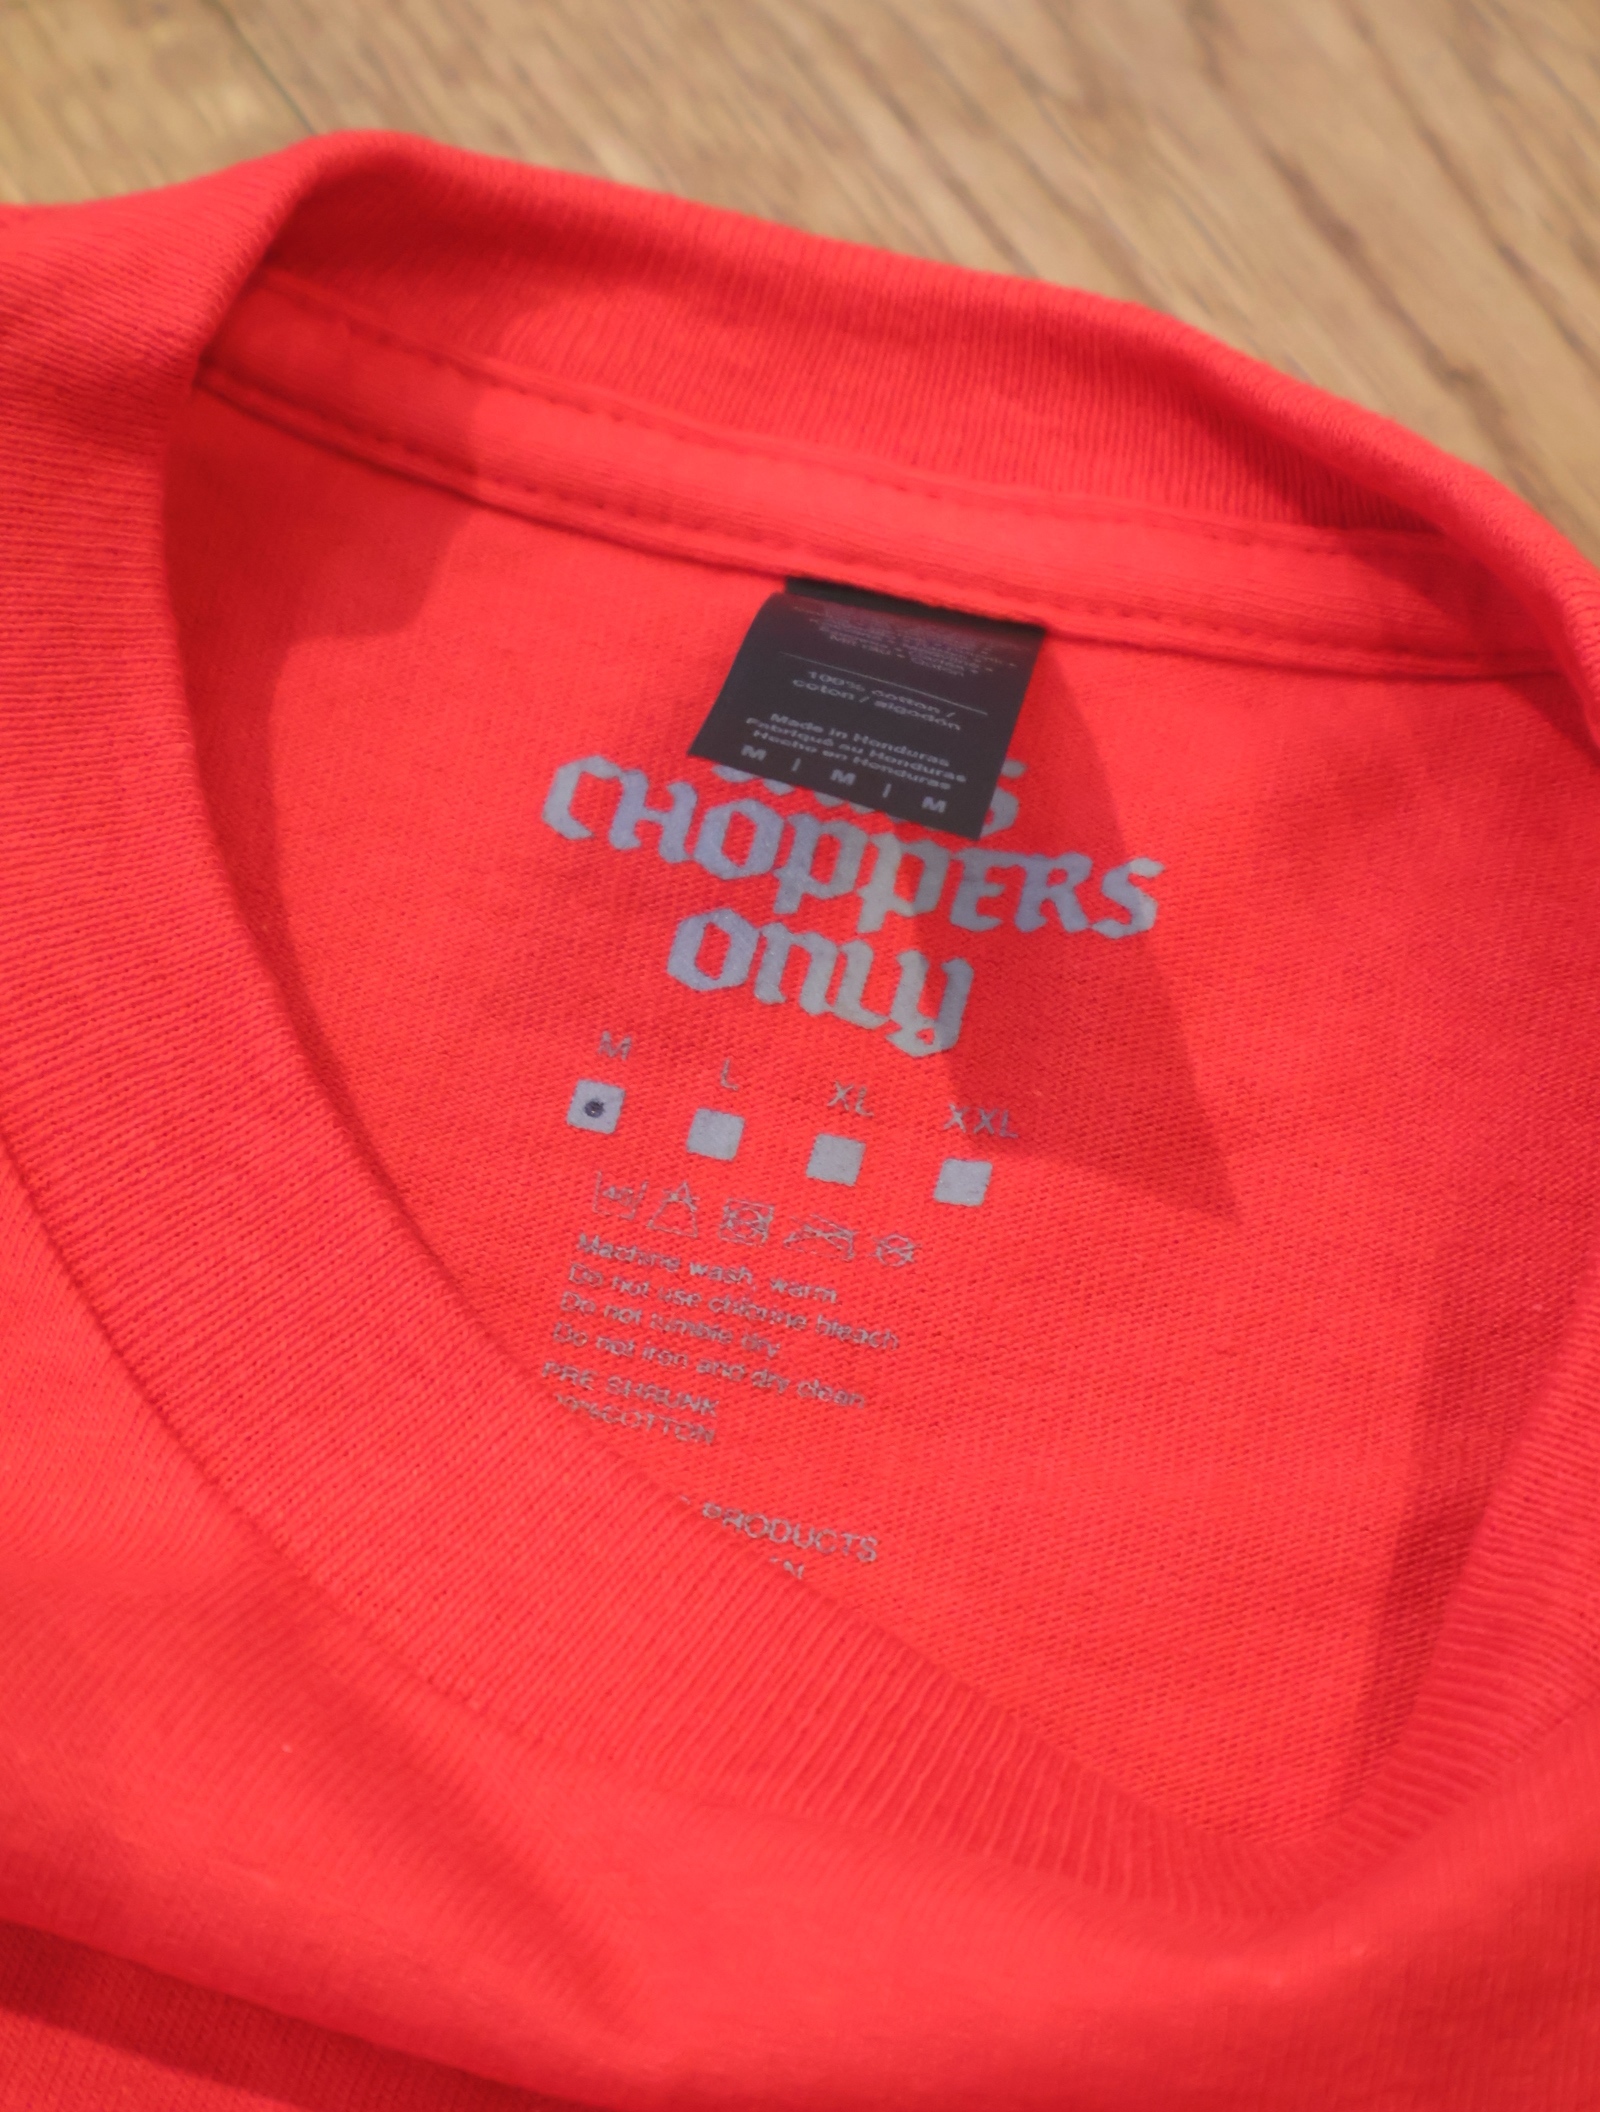 100% cotton /
coton / algodón
Made in Honduras
Fabriqué au Honduras
Hecho en Honduras
M | M | M
CHOPPERS
ONLY
M L XL XXL
Machine wash, warm
Do not use chlorine bleach
Do not tumble dry
Do not iron and dry clean
PRE SHRUNK
COTTON
PRODUCTS